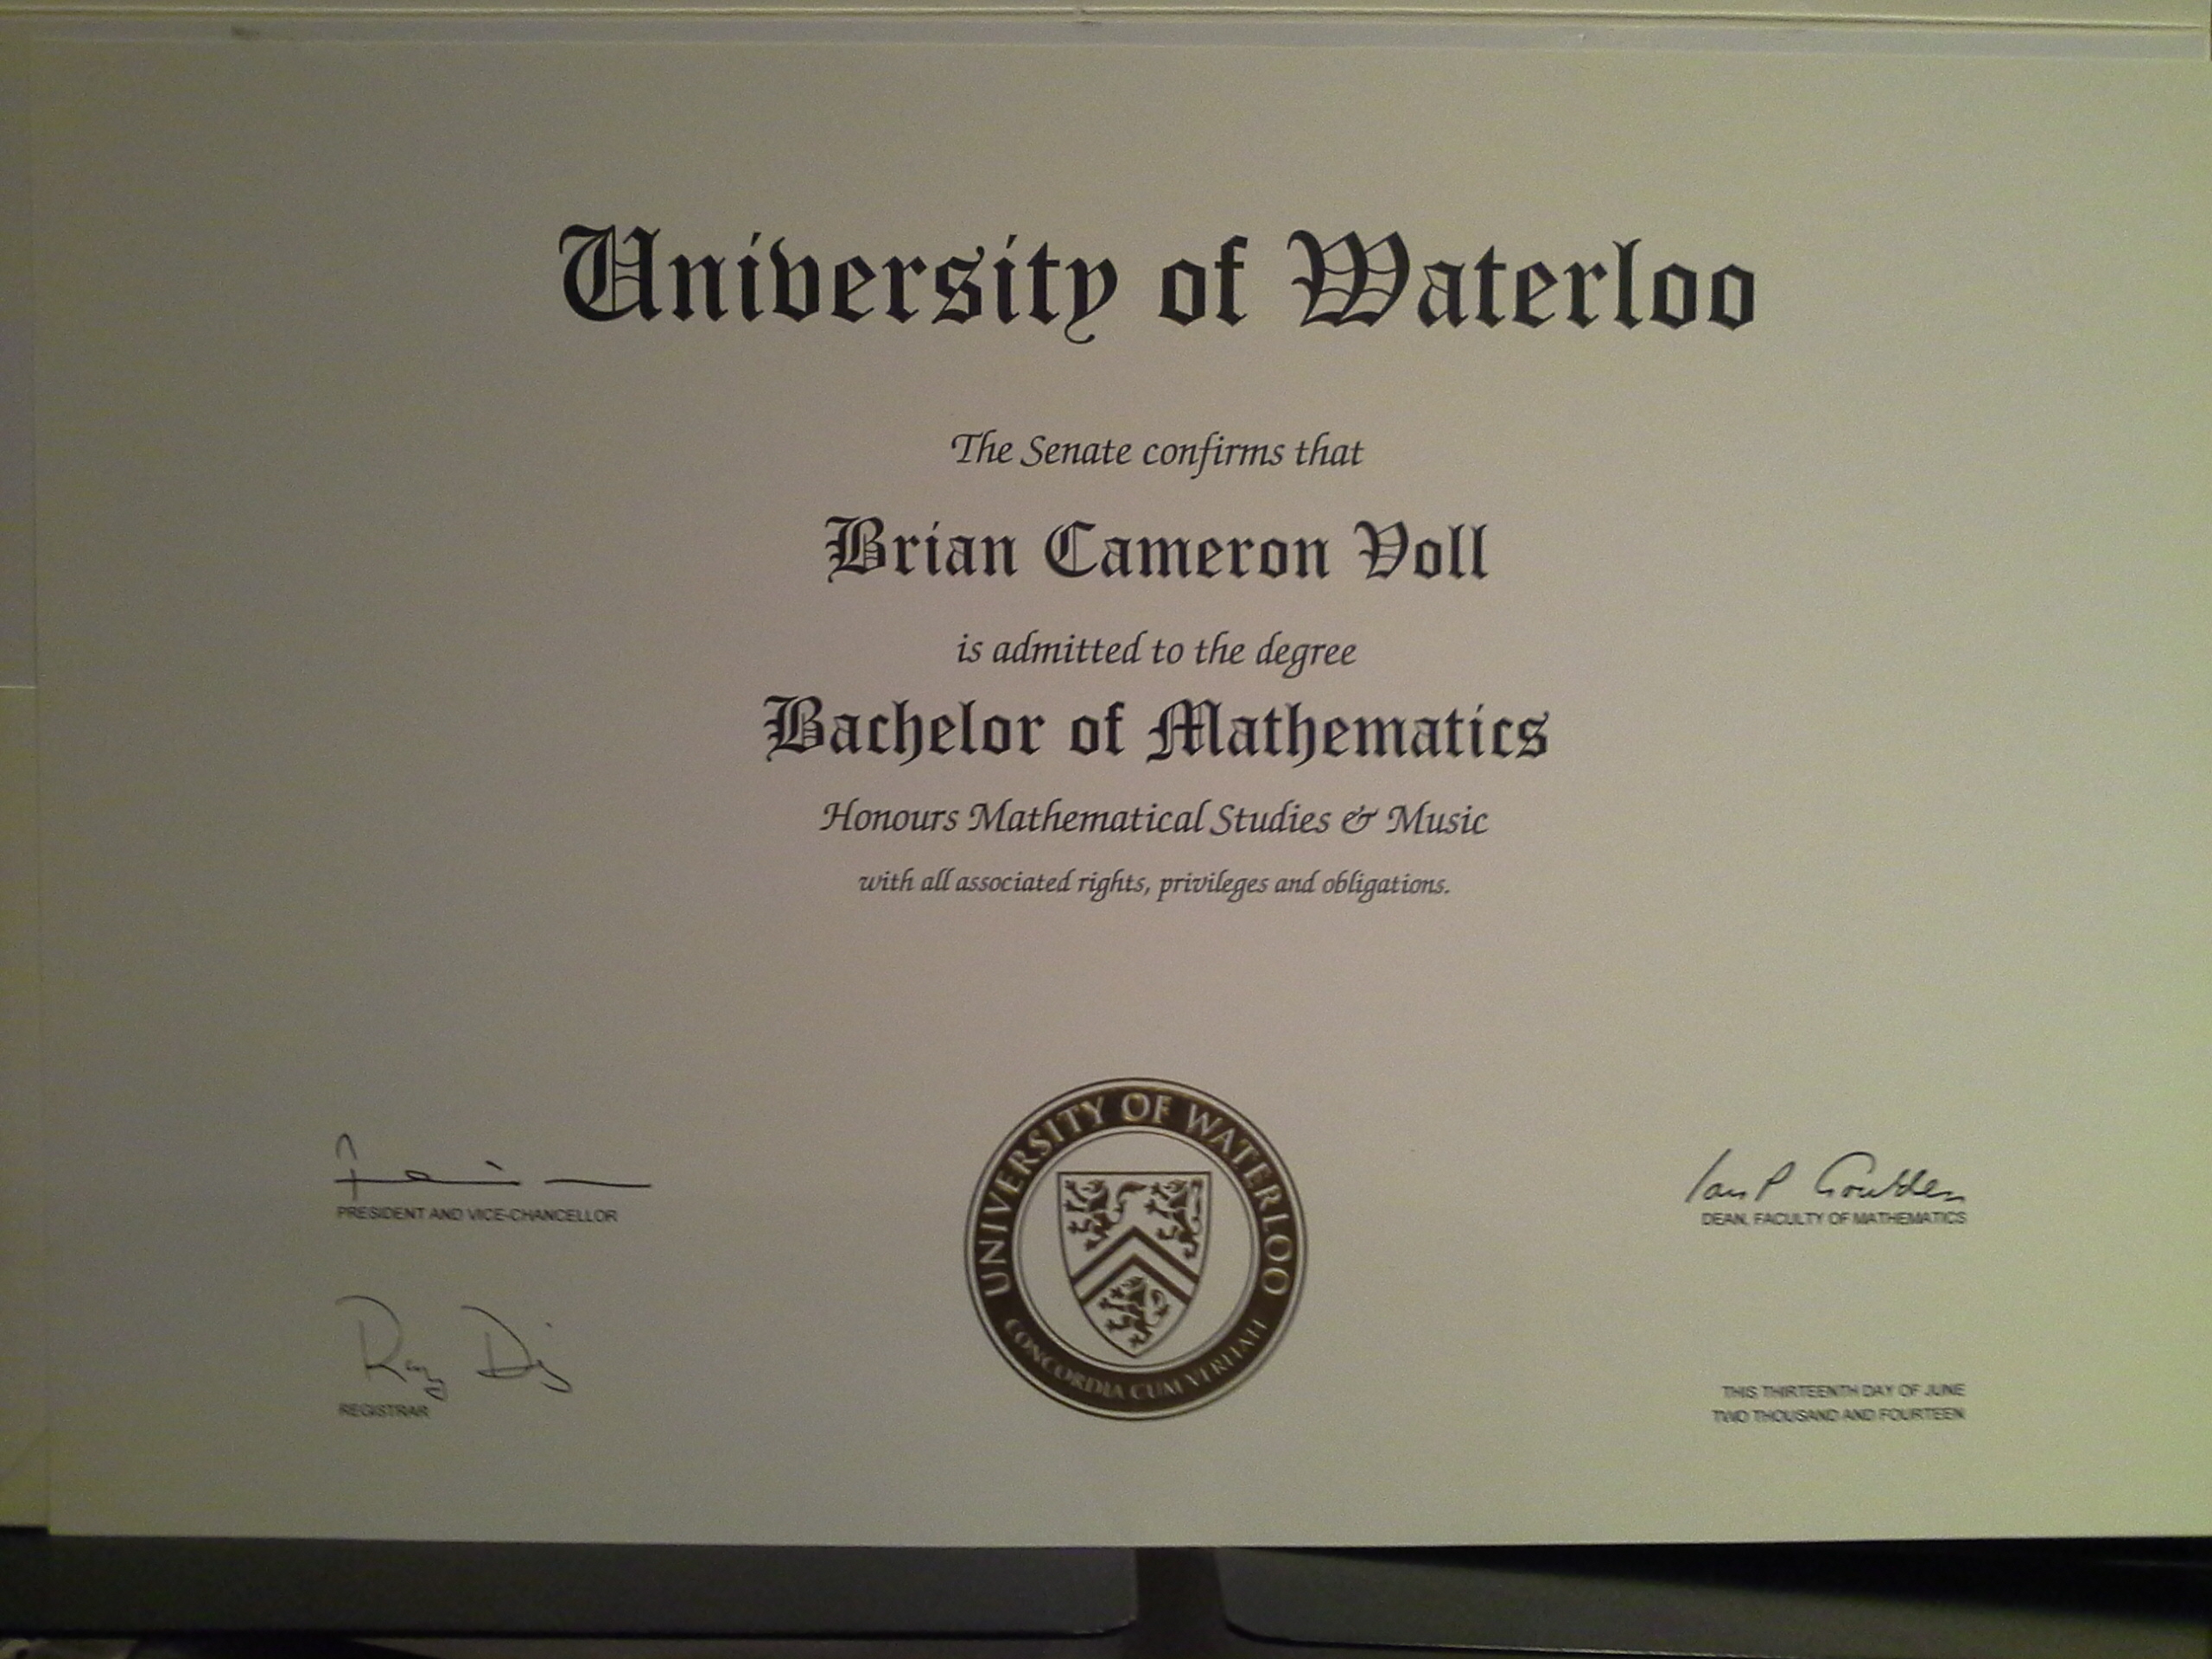 University of Waterloo
The Senate confirms that
Brian Cameron Voll
is admitted to the degree
Bachelor of Mathematics
Honours Mathematical Studies & Music
with all associated rights, privileges and obligations.
PRESIDENT AND VICE-CHANCELLOR
Ian P Goulden
DEAN, FACULTY OF MATHEMATICS
UNIVERSITY OF WATERLOO
CONCORDIA CUM VERITATE
REGISTRAR
THIS THIRTEENTH DAY OF JUNE
TWO THOUSAND AND FOURTEEN